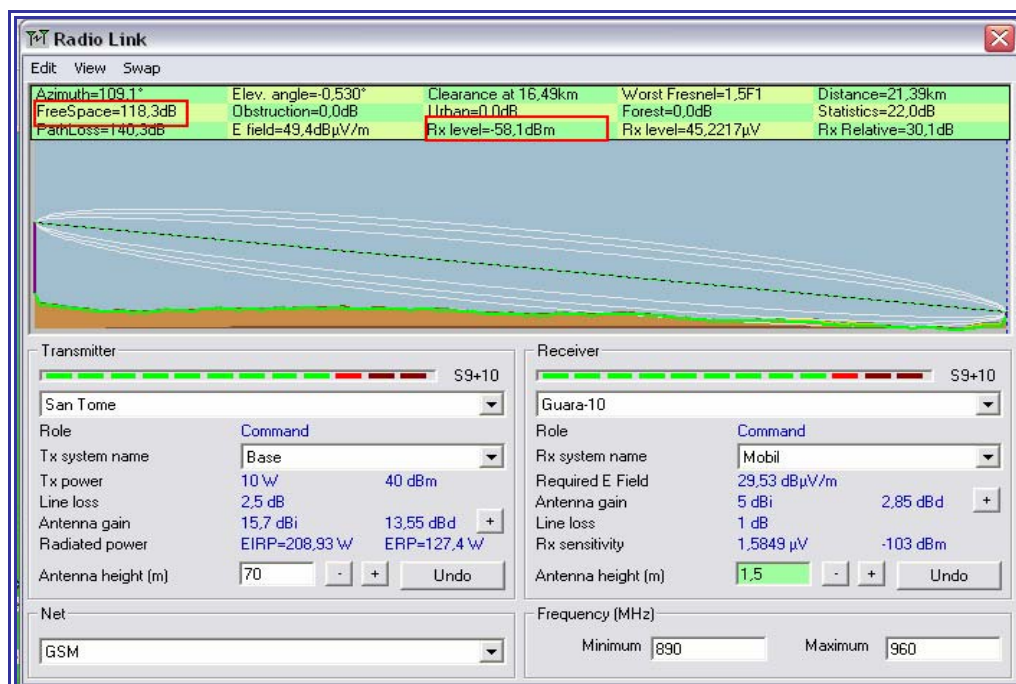 Radio Link
Edit View Swap
Azimuth=109,1° Elev. angle=-0,530° Clearance at 16,49km Worst Fresnel=1,5F1 Distance=21,39km
FreeSpace=118,3dB Obstruction=0,0dB Urban=0,0dB Forest=0,0dB Statistics=22,0dB
PathLoss=140,3dB E field=49,4dBµV/m Rx level=-58,1dBm Rx level=45,2217µV Rx Relative=30,1dB
Transmitter
S9+10
San Tome
Role Command
Tx system name Base
Tx power 10 W 40 dBm
Line loss 2,5 dB
Antenna gain 15,7 dBi 13,55 dBd +
Radiated power EIRP=208,93 W ERP=127,4 W
Antenna height (m) 70 - + Undo
Net
GSM
Receiver
S9+10
Guara-10
Role Command
Rx system name Mobil
Required E Field 29,53 dBµV/m
Antenna gain 5 dBi 2,85 dBd +
Line loss 1 dB
Rx sensitivity 1,5849 µV -103 dBm
Antenna height (m) 1,5 - + Undo
Frequency (MHz)
Minimum 890 Maximum 960